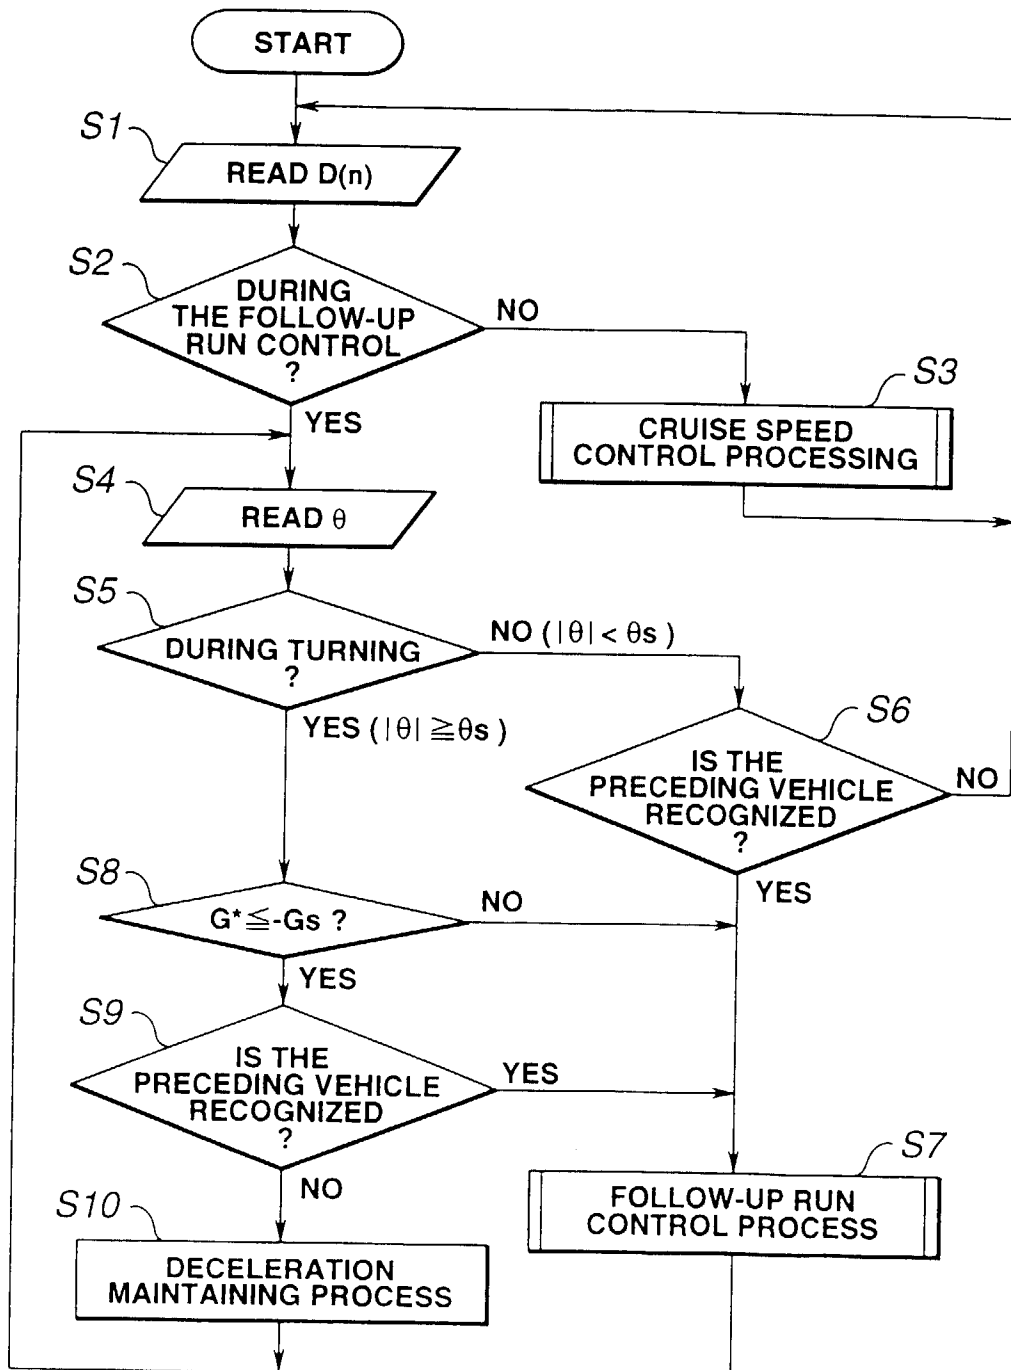 START
S1
READ D(n)
S2
DURING
THE FOLLOW-UP
RUN CONTROL
?
NO
YES
S3
CRUISE SPEED
CONTROL PROCESSING
S4
READ θ
S5
DURING TURNING
?
NO (|θ| < θs)
YES (|θ| ≧ θs)
S6
IS THE
PRECEDING VEHICLE
RECOGNIZED
?
NO
YES
S8
G* ≦ -Gs ?
NO
YES
S9
IS THE
PRECEDING VEHICLE
RECOGNIZED
?
YES
NO
S7
FOLLOW-UP RUN
CONTROL PROCESS
S10
DECELERATION
MAINTAINING PROCESS